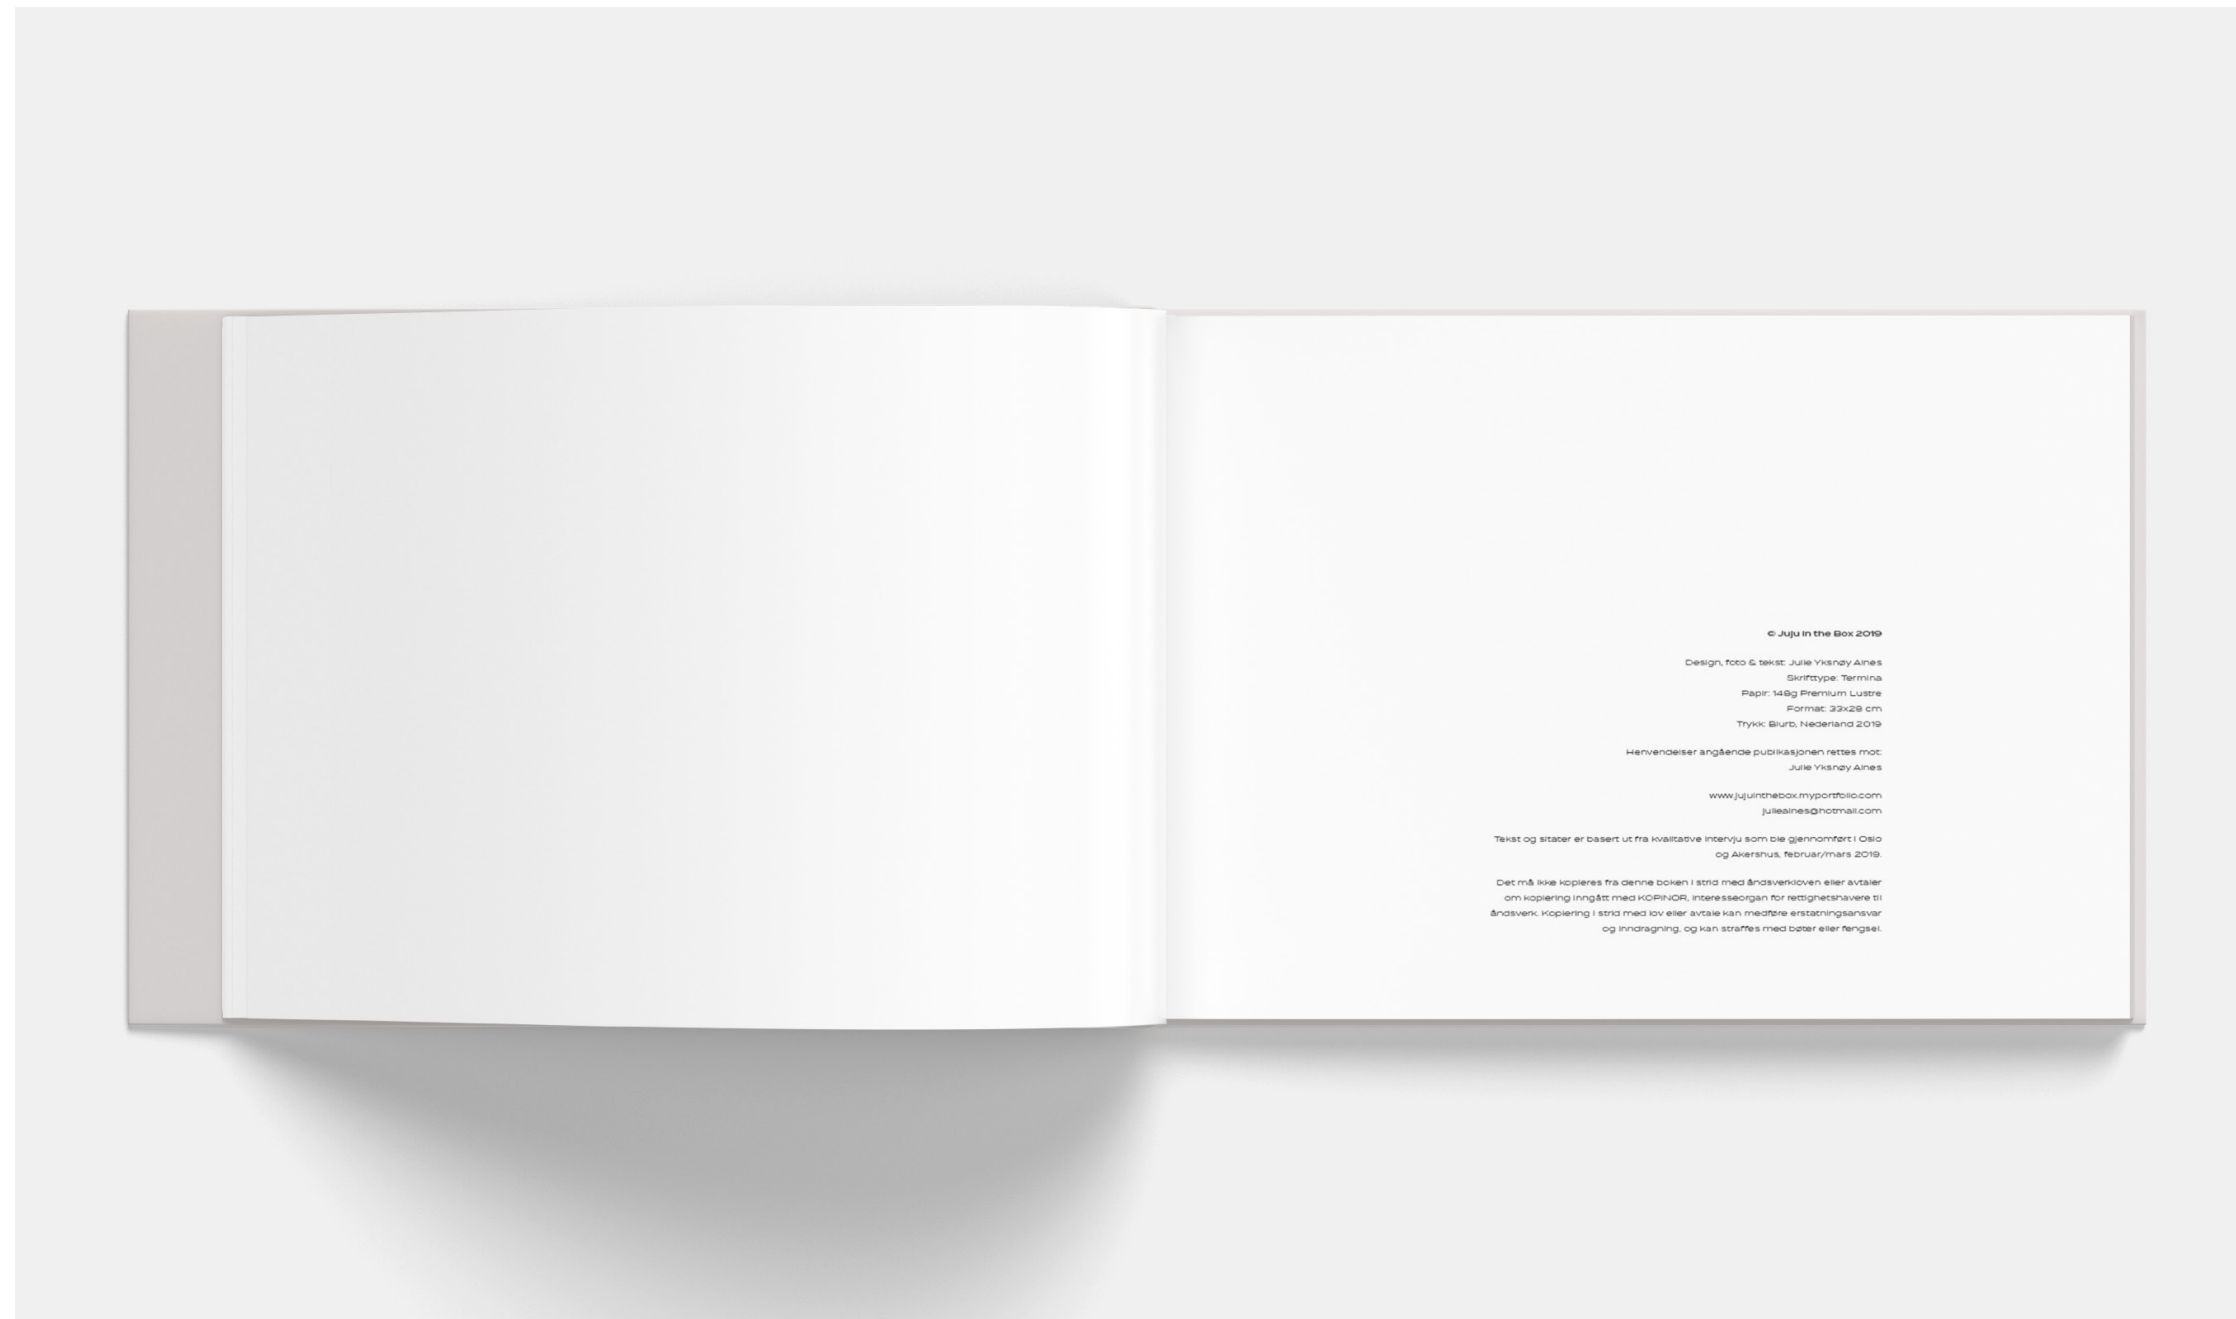 © Juju in the Box 2019
Design, foto & tekst: Julie Yksnøy Alnes
Skrifttype: Termina
Papir: 148g Premium Lustre
Format: 33x28 cm
Trykk: Blurb, Nederland 2019
Henvendelser angående publikasjonen rettes mot:
Julie Yksnøy Alnes
www.jujuinthebox.myportfolio.com
juliealnes@hotmail.com
Tekst og sitater er basert ut fra kvalitative intervju som ble gjennomført i Oslo
og Akershus, februar/mars 2019.
Det må ikke kopieres fra denne boken i strid med åndsverkloven eller avtaler
om kopiering inngått med KOPINOR, interesseorgan for rettighetshavere til
åndsverk. Kopiering i strid med lov eller avtale kan medføre erstatningsansvar
og inndragning, og kan straffes med bøter eller fengsel.